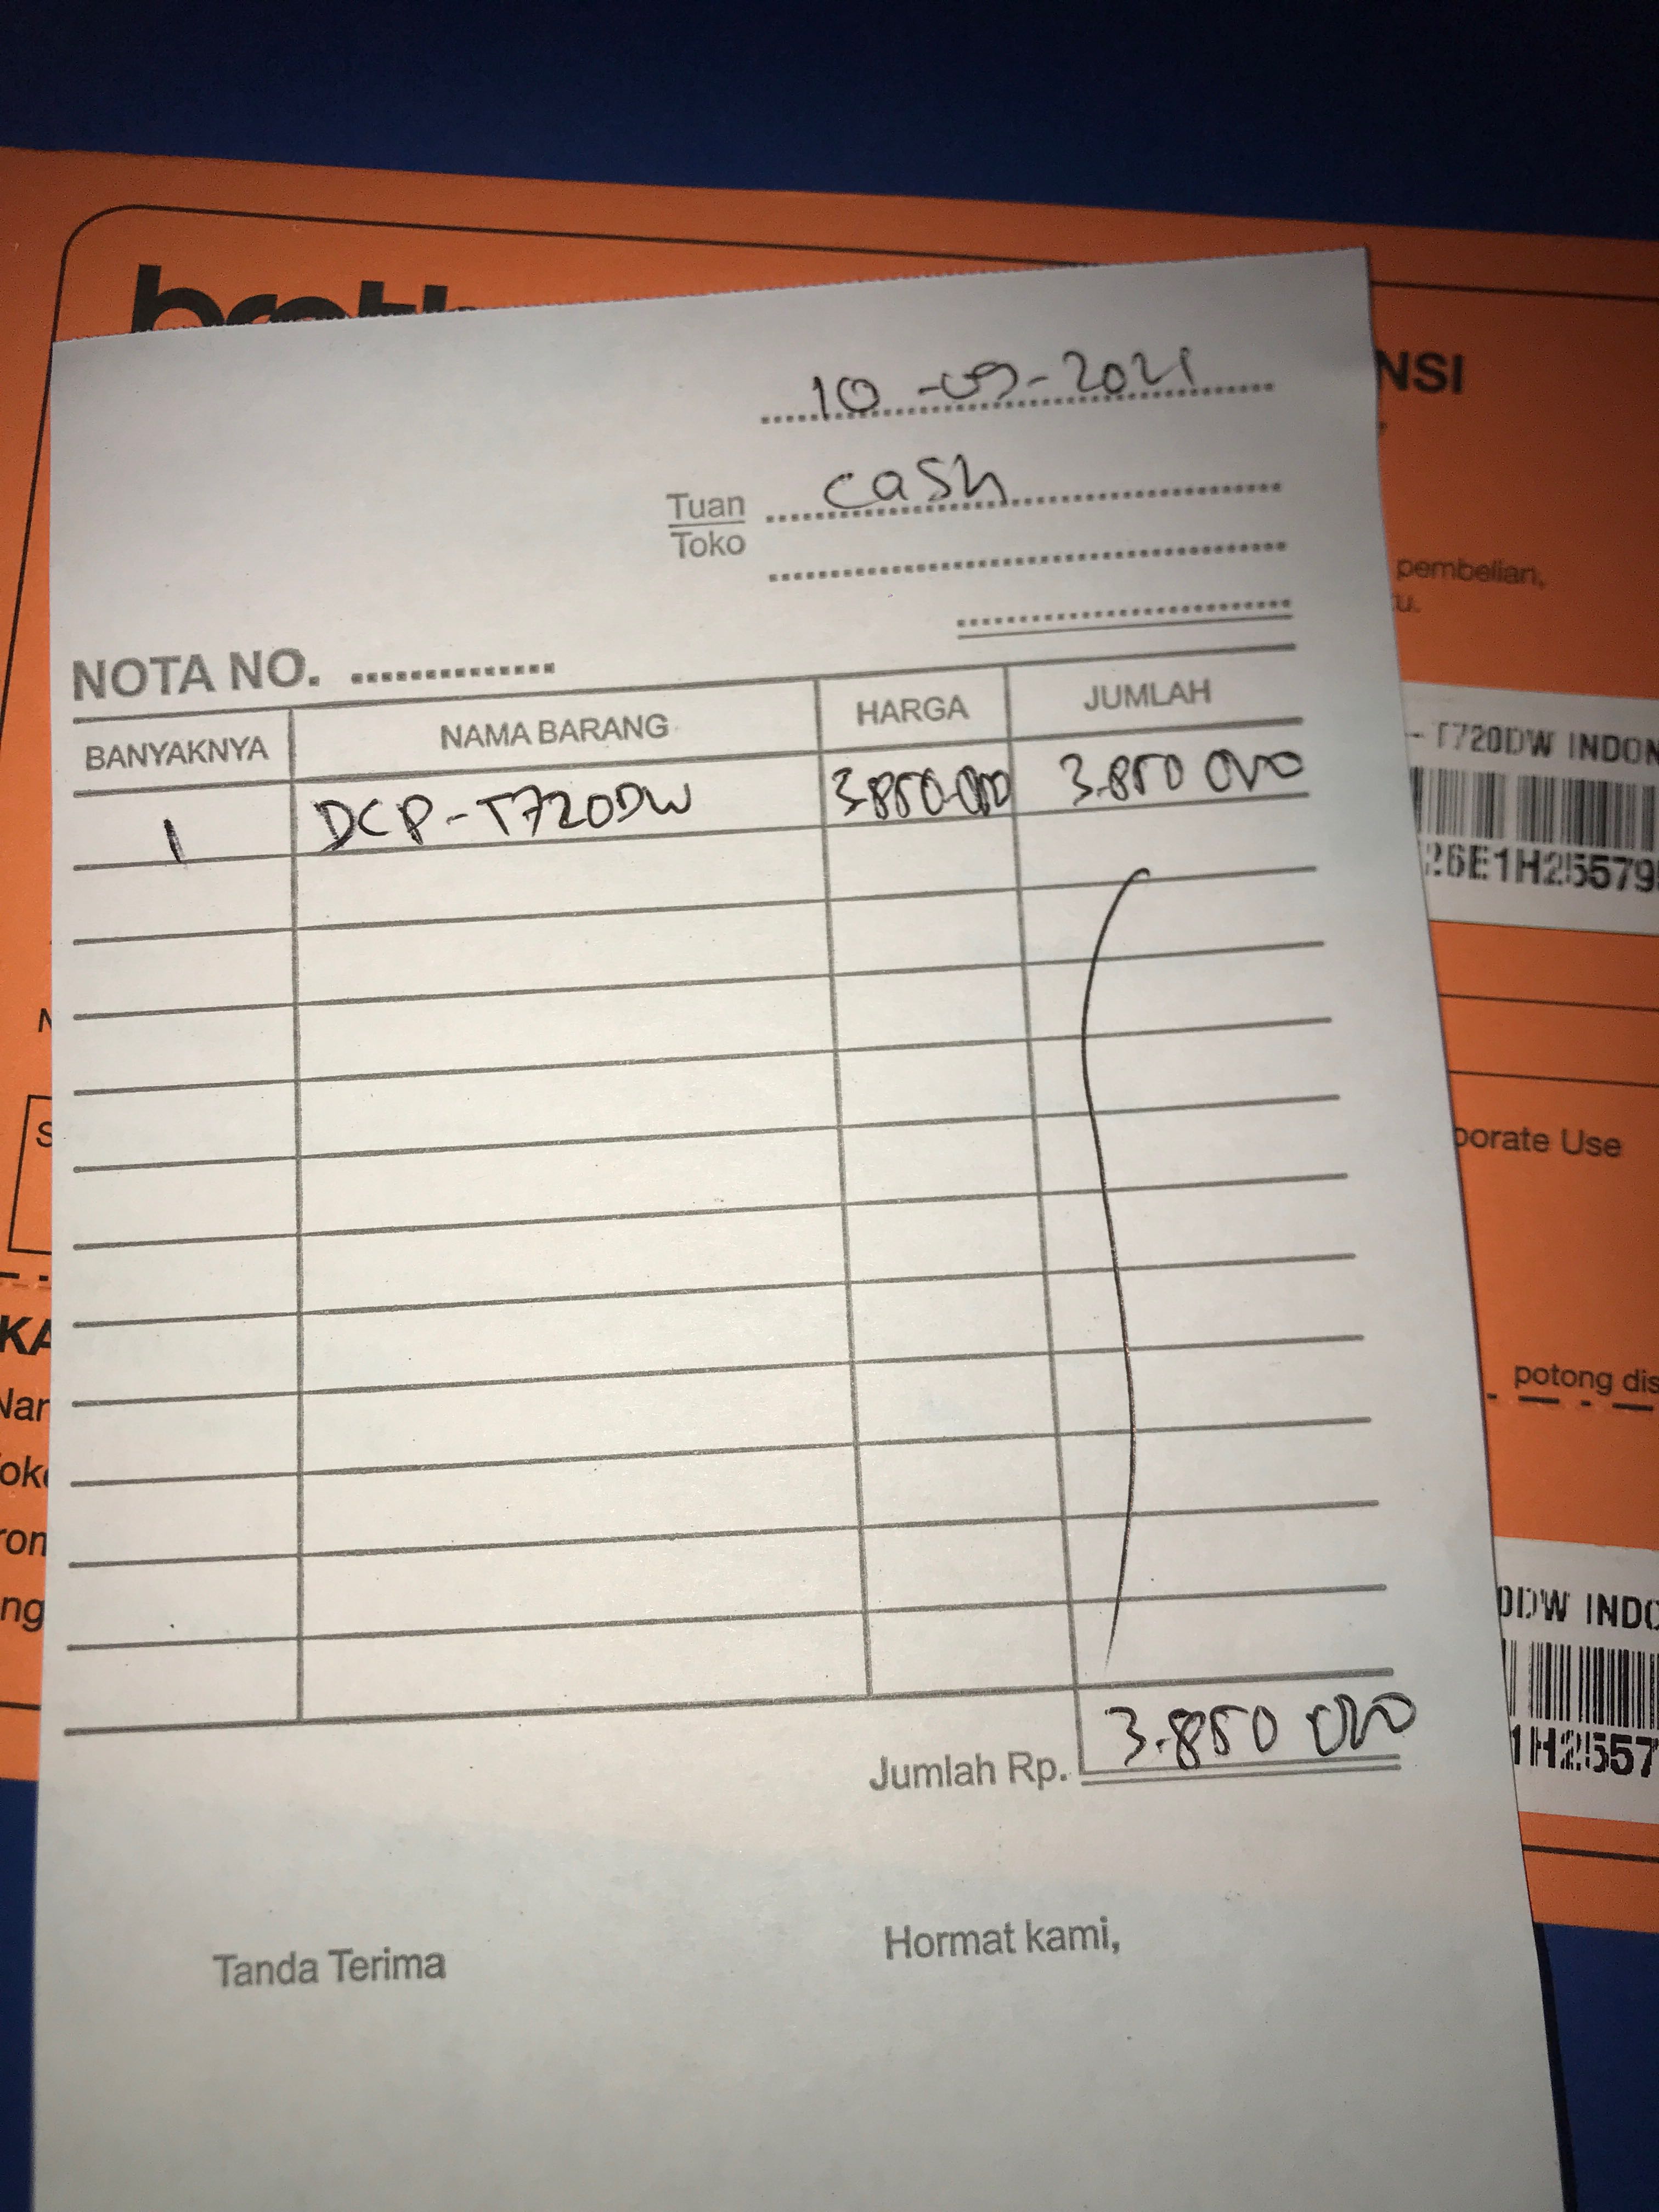 NSI
10-09-2021
Tuan cash
Toko
pembelian,
NOTA NO.
BANYAKNYA NAMA BARANG HARGA JUMLAH
1 DCP-T720DW 3.850.000 3.850 000
- T720DW INDON
26E1H25579
porate Use
potong dis
0DW INDO
1H2557
Jumlah Rp. 3.850 000
Tanda Terima Hormat kami,